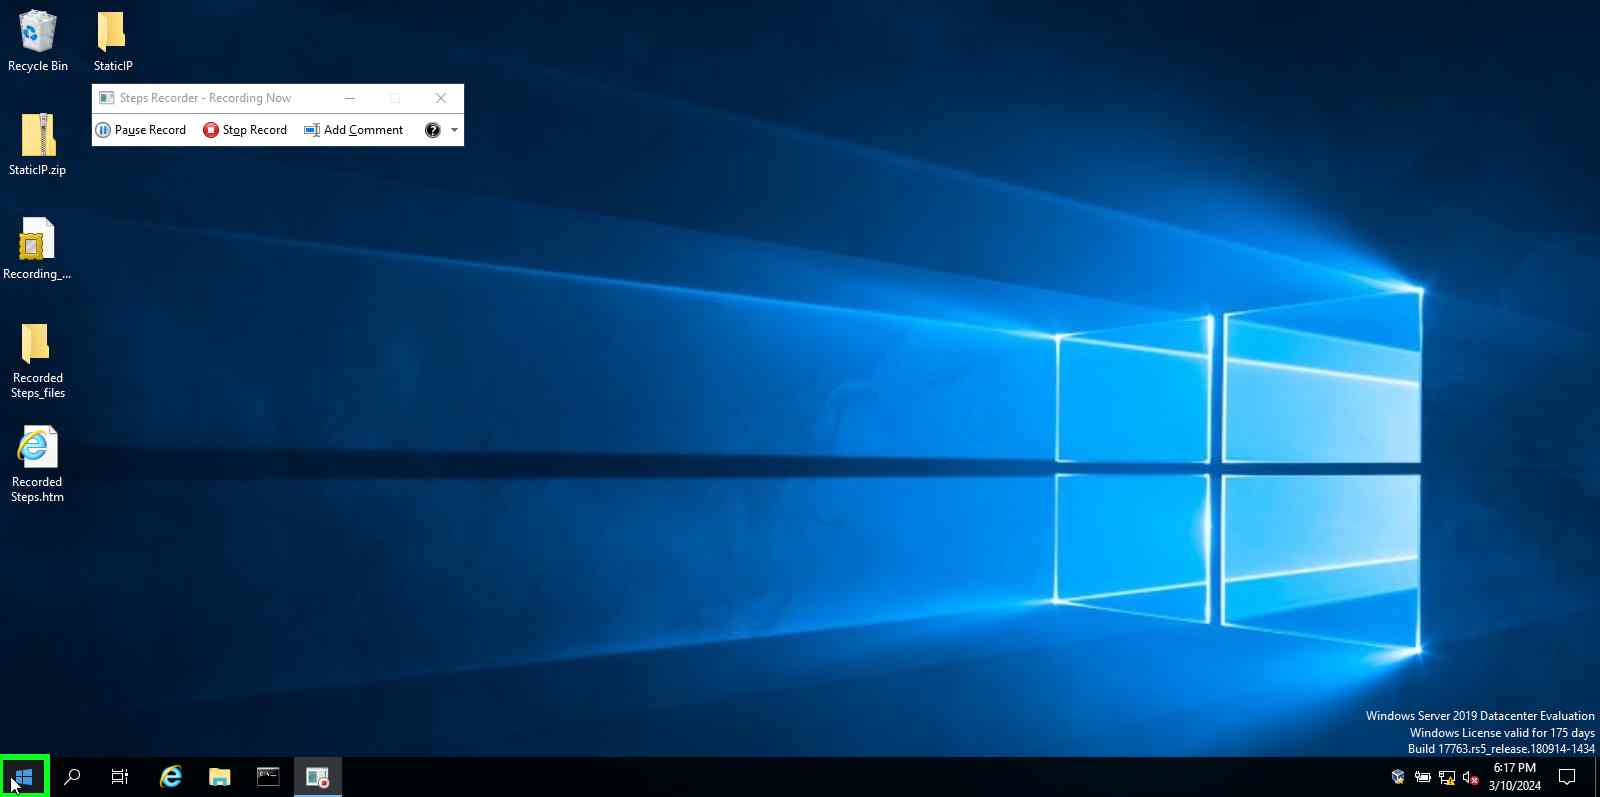 Recycle Bin
StaticIP
Steps Recorder - Recording Now
Pause Record
Stop Record
Add Comment
?
StaticIP.zip
Recording_...
Recorded
Steps_files
Recorded
Steps.htm
Windows Server 2019 Datacenter Evaluation
Windows License valid for 175 days
Build 17763.rs5_release.180914-1434
6:17 PM
3/10/2024